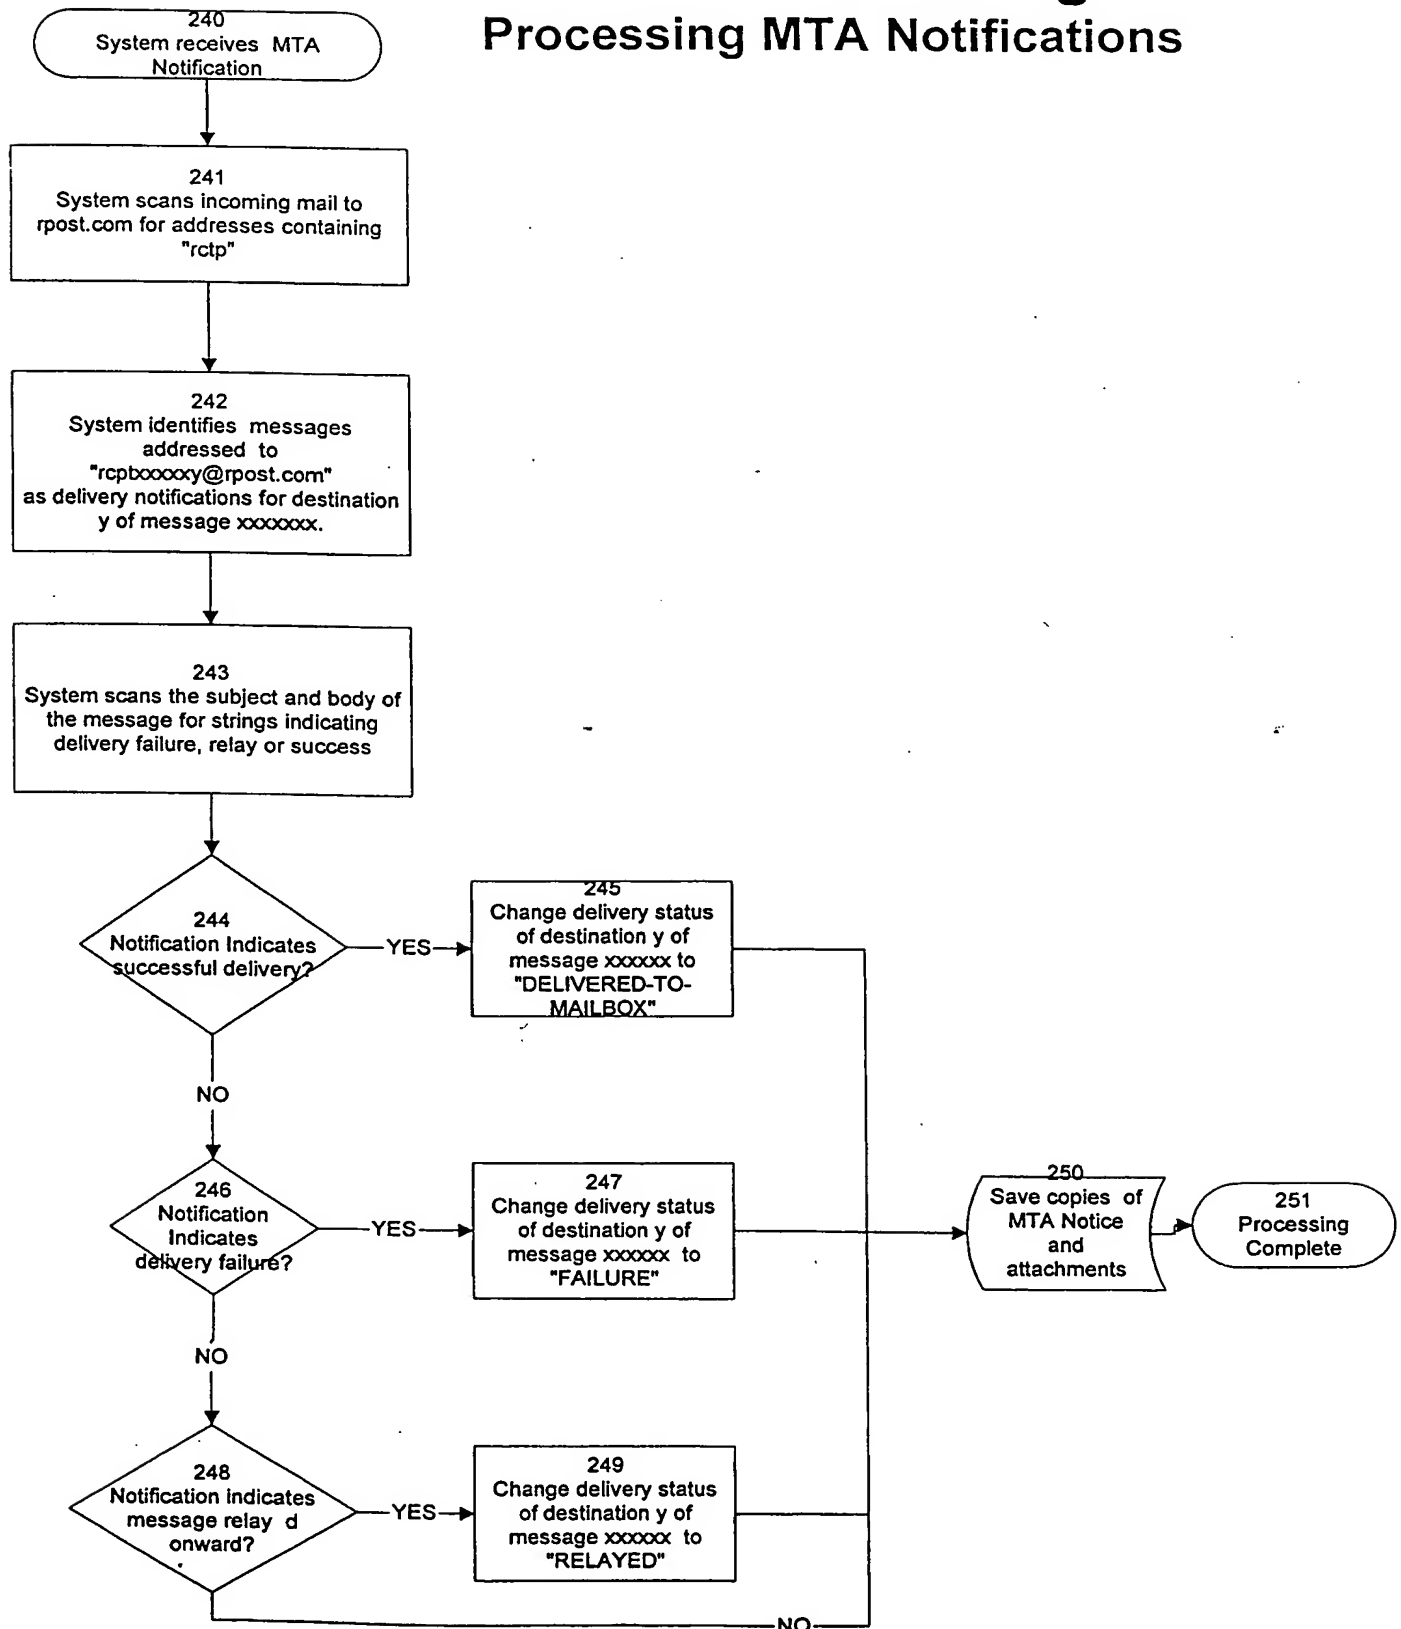 Processing MTA Notifications
240
System receives MTA
Notification
241
System scans incoming mail to
rpost.com for addresses containing
"rctp"
242
System identifies messages
addressed to
"rcptxxxxxy@rpost.com"
as delivery notifications for destination
y of message xxxxxxx.
243
System scans the subject and body of
the message for strings indicating
delivery failure, relay or success
244
Notification Indicates
successful delivery?
YES
245
Change delivery status
of destination y of
message xxxxxx to
"DELIVERED-TO-
MAILBOX"
NO
246
Notification
Indicates
delivery failure?
YES
247
Change delivery status
of destination y of
message xxxxxx to
"FAILURE"
250
Save copies of
MTA Notice
and
attachments
251
Processing
Complete
NO
248
Notification indicates
message relay d
onward?
YES
249
Change delivery status
of destination y of
message xxxxxx to
"RELAYED"
NO